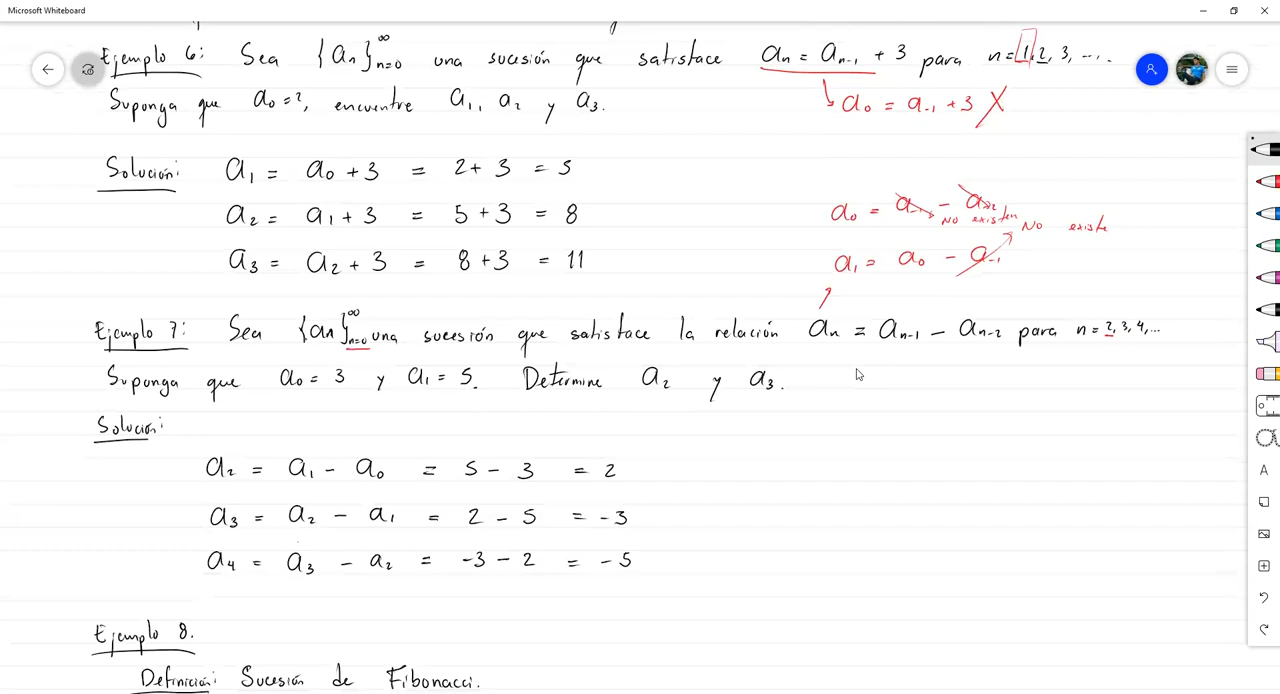 Microsoft Whiteboard
Ejemplo 6: Sea {an}∞n=0 una sucesión que satisface an = an-1 + 3 para n = 1, 2, 3, ....
Suponga que a0 = 2, encuentre a1, a2 y a3.
a0 = a-1 + 3 X
Solución: a1 = a0 + 3 = 2 + 3 = 5
a2 = a1 + 3 = 5 + 3 = 8
a3 = a2 + 3 = 8 + 3 = 11
a0 = a-1 - a-2
No existen
No existe
a1 = a0 - a-1
Ejemplo 7: Sea {an}∞n=0 una sucesión que satisface la relación an = an-1 - an-2 para n = 2, 3, 4, ...
Suponga que a0 = 3 y a1 = 5. Determine a2 y a3.
Solución:
a2 = a1 - a0 = 5 - 3 = 2
a3 = a2 - a1 = 2 - 5 = -3
a4 = a3 - a2 = -3 - 2 = -5
Ejemplo 8.
Definición: Sucesión de Fibonacci.
A